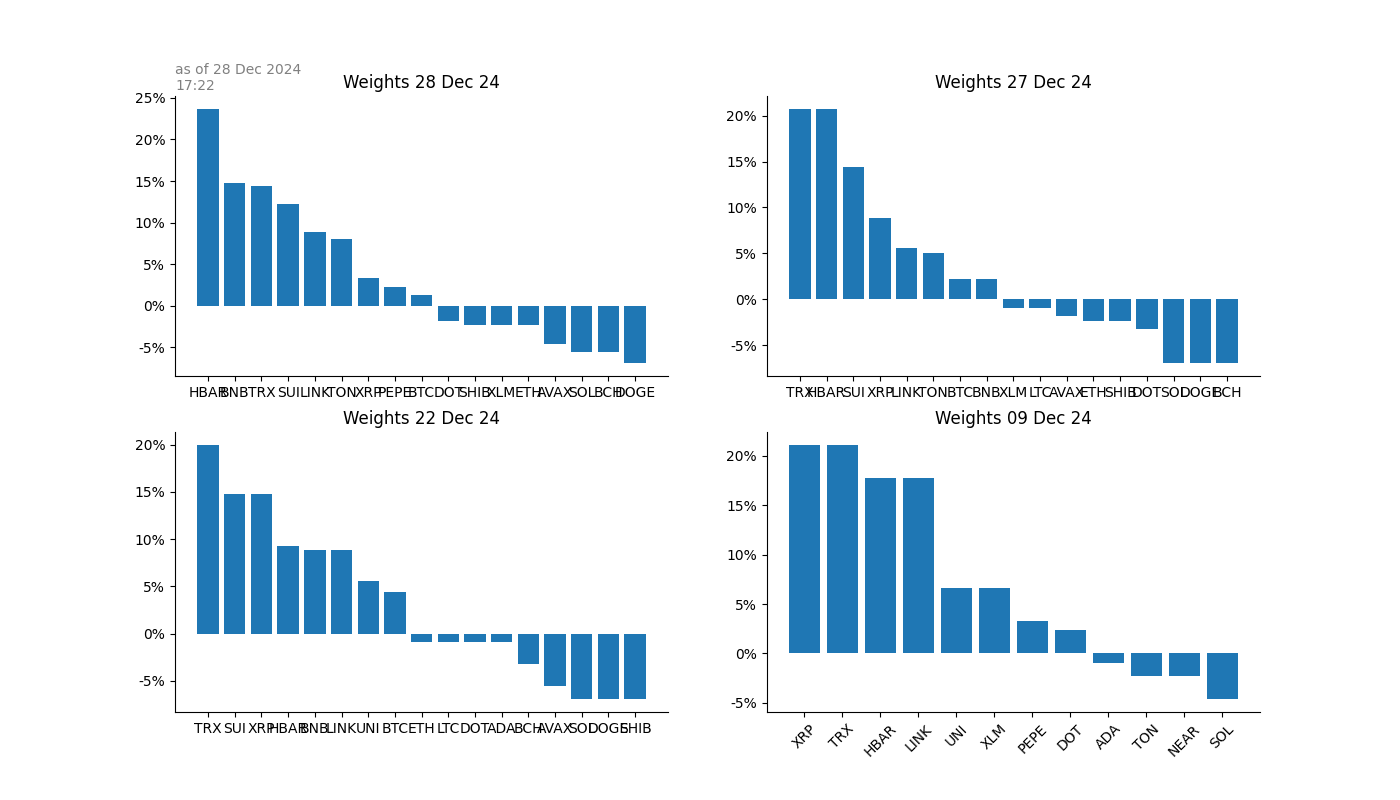 as of 28 Dec 2024
17:22
Weights 28 Dec 24
25%
20%
15%
10%
5%
0%
-5%
HBAR BNB TRX SUI LINK TON XRP PEPE BTC DOT SHIB XLM ETH AVAX SOL BCH DOGE
Weights 27 Dec 24
20%
15%
10%
5%
0%
-5%
TRX HBAR SUI XRP LINK TON BTC BNB XLM LTC AVAX ETH SHIB DOT SOL DOGE BCH
Weights 22 Dec 24
20%
15%
10%
5%
0%
-5%
TRX SUI XRP HBAR BNB LINK UNI BTC ETH LTC DOT ADA BCH AVAX SOL DOGE SHIB
Weights 09 Dec 24
20%
15%
10%
5%
0%
-5%
XRP TRX HBAR LINK UNI XLM PEPE DOT ADA TON NEAR SOL